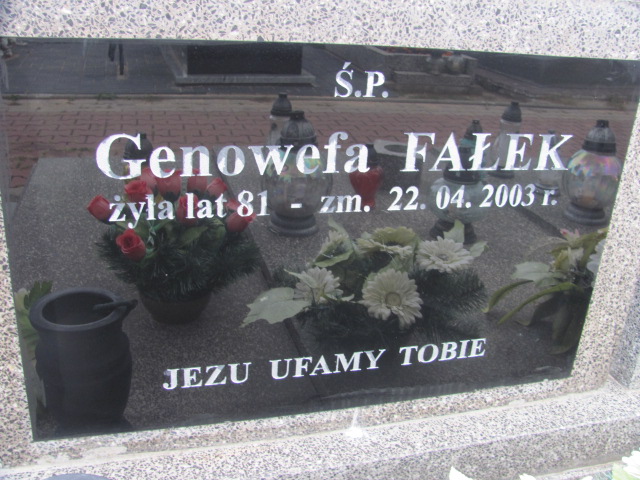 Ś.P.
Genowefa FAŁEK
żyła lat 81 - zm. 22. 04. 2003 r.
JEZU UFAMY TOBIE